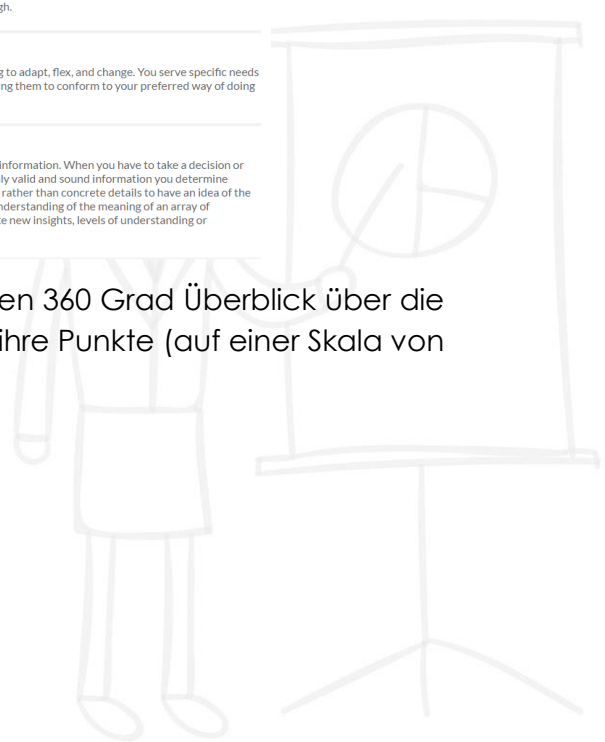 gh.
g to adapt, flex, and change. You serve specific needs
ing them to conform to your preferred way of doing
information. When you have to take a decision or
ly valid and sound information you determine
rather than concrete details to have an idea of the
nderstanding of the meaning of an array of
te new insights, levels of understanding or
en 360 Grad Überblick über die
ihre Punkte (auf einer Skala von